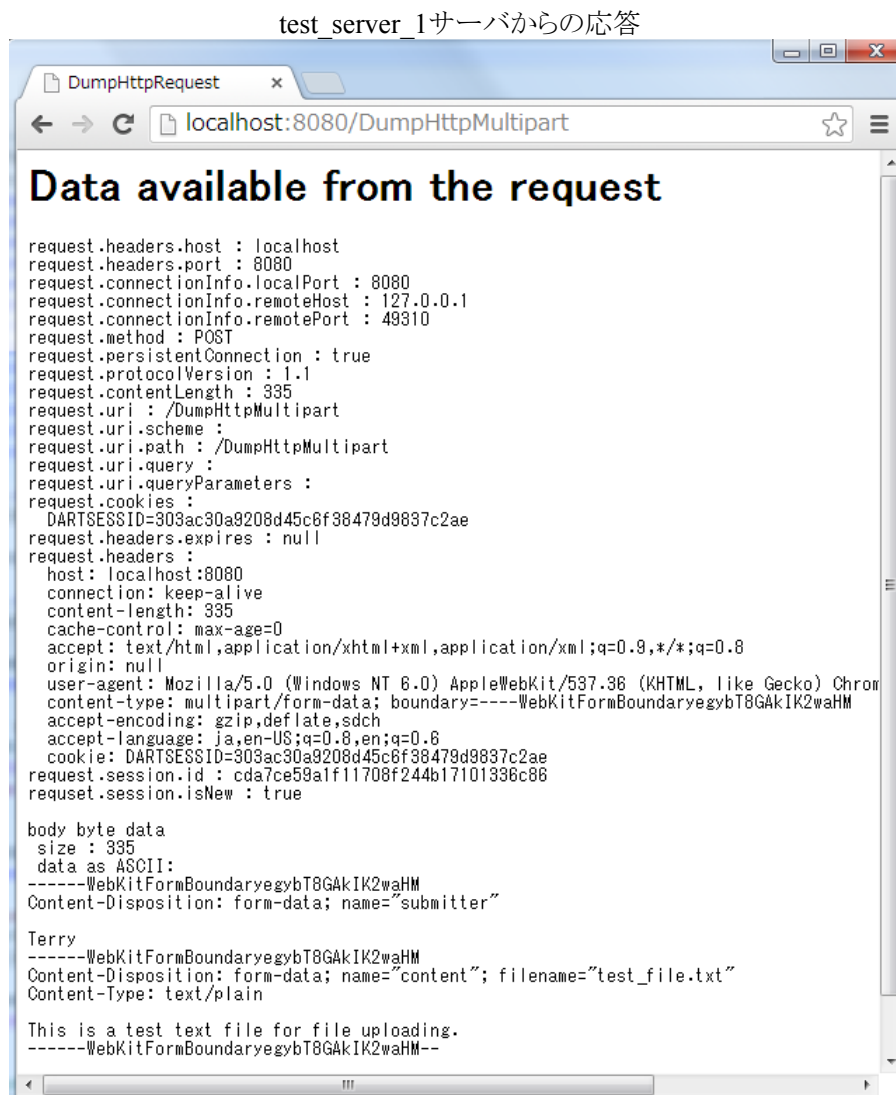 test_server_1サーバからの応答
DumpHttpRequest
localhost:8080/DumpHttpMultipart
Data available from the request
request.headers.host : localhost
request.headers.port : 8080
request.connectionInfo.localPort : 8080
request.connectionInfo.remoteHost : 127.0.0.1
request.connectionInfo.remotePort : 49310
request.method : POST
request.persistentConnection : true
request.protocolVersion : 1.1
request.contentLength : 335
request.uri : /DumpHttpMultipart
request.uri.scheme :
request.uri.path : /DumpHttpMultipart
request.uri.query :
request.uri.queryParameters :
request.cookies :
DARTSESSID=303ac30a9208d45c6f38479d9837c2ae
request.headers.expires : null
request.headers :
host: localhost:8080
connection: keep-alive
content-length: 335
cache-control: max-age=0
accept: text/html,application/xhtml+xml,application/xml;q=0.9,*/*;q=0.8
origin: null
user-agent: Mozilla/5.0 (Windows NT 6.0) AppleWebKit/537.36 (KHTML, like Gecko) Chrom
content-type: multipart/form-data; boundary=----WebKitFormBoundaryegybT8GAkIK2waHM
accept-encoding: gzip,deflate,sdch
accept-language: ja,en-US;q=0.8,en;q=0.6
cookie: DARTSESSID=303ac30a9208d45c6f38479d9837c2ae
request.session.id : cda7ce59a1f11708f244b17101336c86
requset.session.isNew : true
body byte data
size : 335
data as ASCII:
------WebKitFormBoundaryegybT8GAkIK2waHM
Content-Disposition: form-data; name="submitter"
Terry
------WebKitFormBoundaryegybT8GAkIK2waHM
Content-Disposition: form-data; name="content"; filename="test_file.txt"
Content-Type: text/plain
This is a test text file for file uploading.
------WebKitFormBoundaryegybT8GAkIK2waHM--